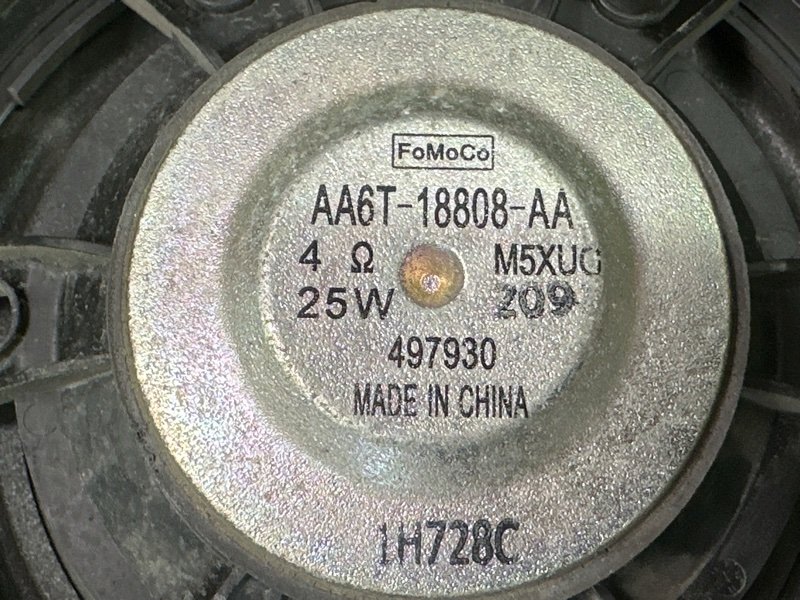 FoMoCo
AA6T-18808-AA
4 Ω M5XUG
25W 209
497930
MADE IN CHINA
1H728C